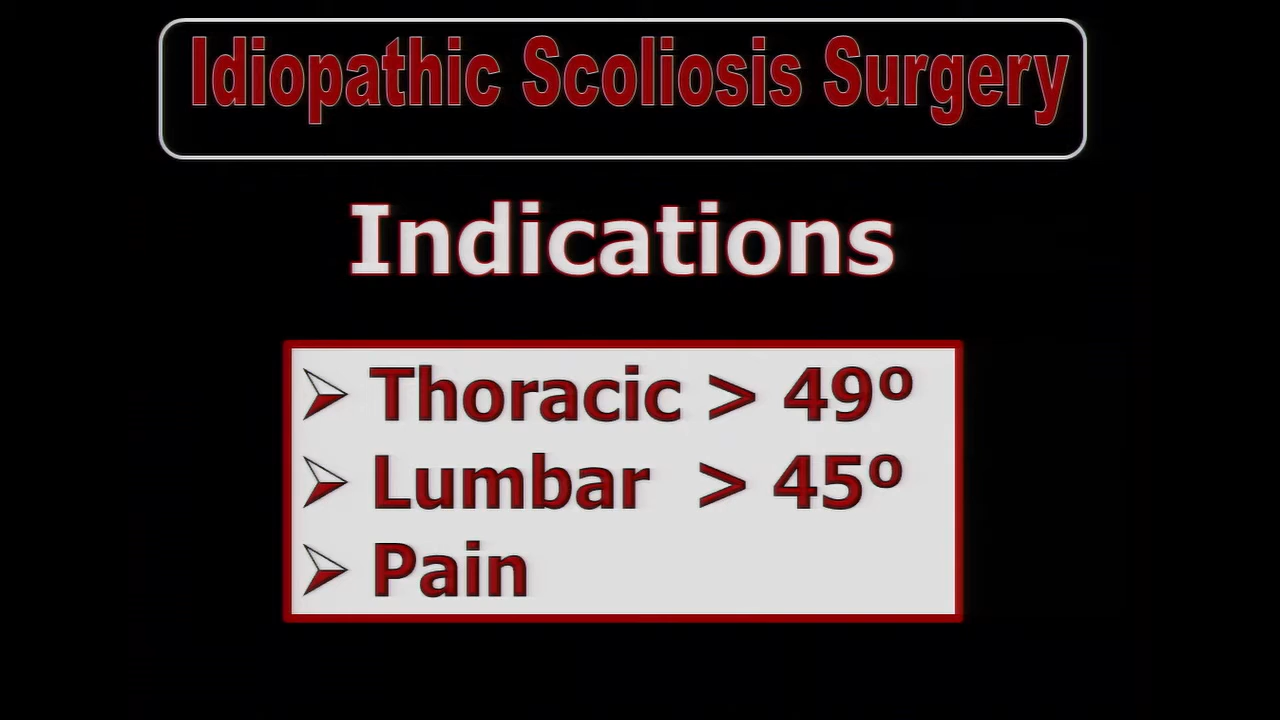 Idiopathic Scoliosis Surgery
Indications
➢ Thoracic > 49º
➢ Lumbar > 45º
➢ Pain